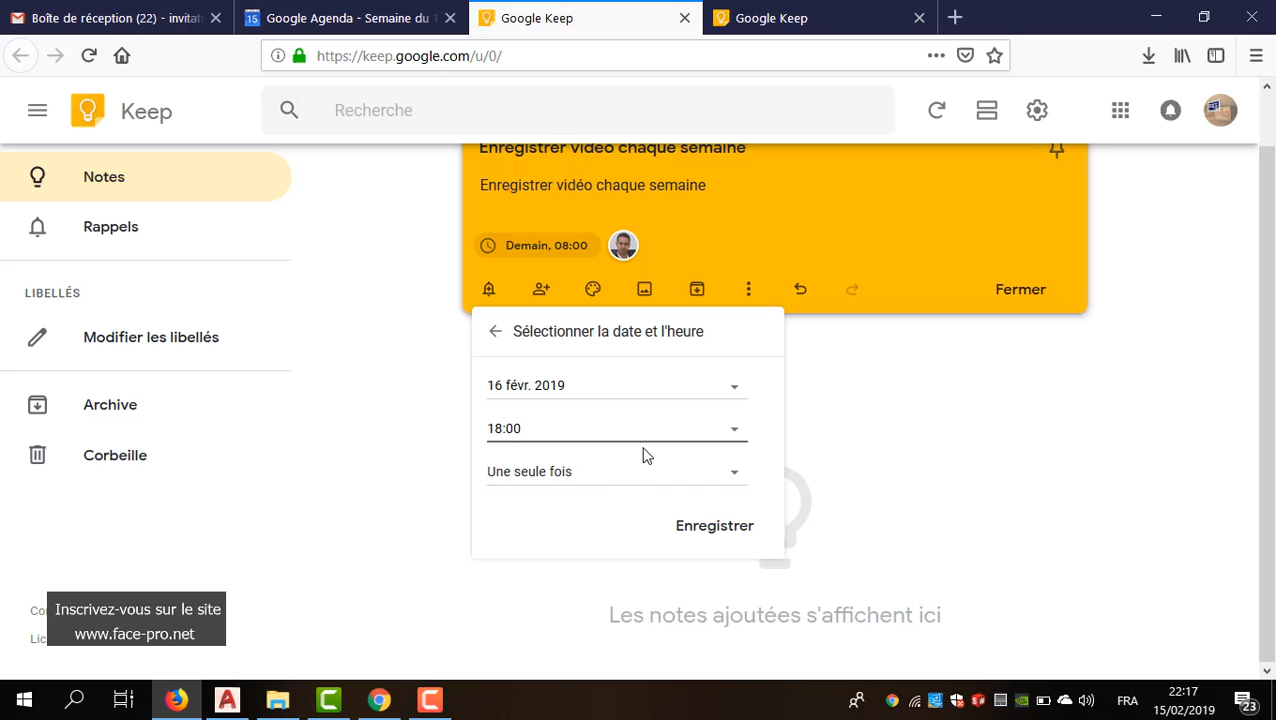 Boîte de réception (22) - invitat
Google Agenda - Semaine du 1
Google Keep
Google Keep
https://keep.google.com/u/0/
Keep
Recherche
Notes
Rappels
LIBELLÉS
Modifier les libellés
Archive
Corbeille
Enregistrer vidéo chaque semaine
Enregistrer vidéo chaque semaine
Demain, 08:00
Fermer
Sélectionner la date et l'heure
16 févr. 2019
18:00
Une seule fois
Enregistrer
Les notes ajoutées s'affichent ici
Inscrivez-vous sur le site
www.face-pro.net
FRA
22:17
15/02/2019
23